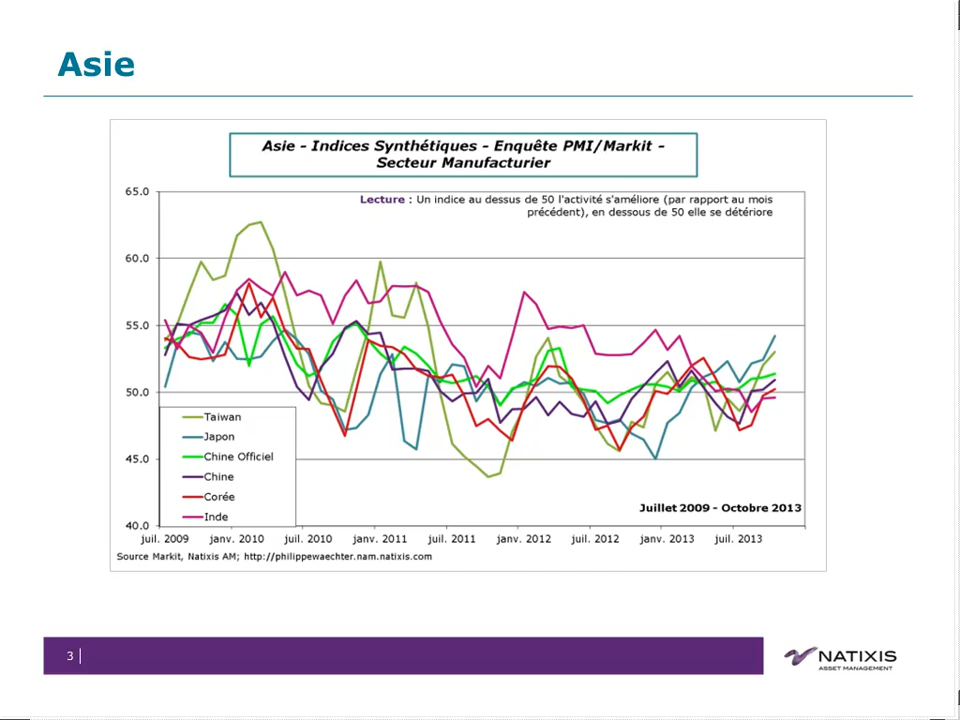 Asie
Asie - Indices Synthétiques - Enquête PMI/Markit -
Secteur Manufacturier
65.0
Lecture : Un indice au dessus de 50 l'activité s'améliore (par rapport au mois
précédent), en dessous de 50 elle se détériore
60.0
55.0
50.0
45.0
40.0
Taiwan
Japon
Chine Officiel
Chine
Corée
Inde
Juillet 2009 - Octobre 2013
juil. 2009 janv. 2010 juil. 2010 janv. 2011 juil. 2011 janv. 2012 juil. 2012 janv. 2013 juil. 2013
Source Markit, Natixis AM; http://philippewaechter.nam.natixis.com
3
NATIXIS
ASSET MANAGEMENT